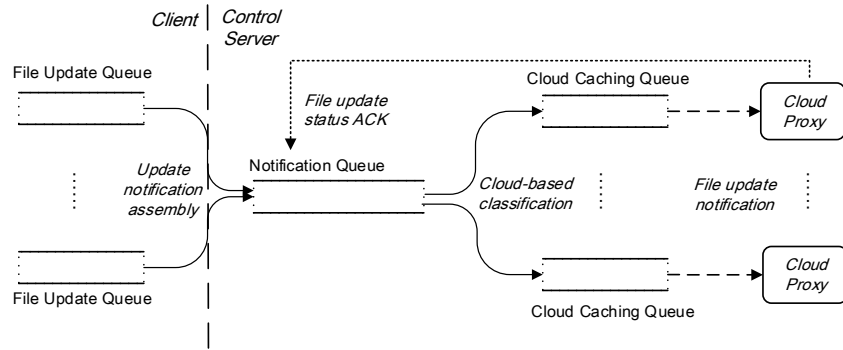 Client
Control
Server
File Update Queue
Cloud Caching Queue
File update
status ACK
Cloud
Proxy
Notification Queue
Update
notification
assembly
Cloud-based
classification
File update
notification
File Update Queue
Cloud Caching Queue
Cloud
Proxy